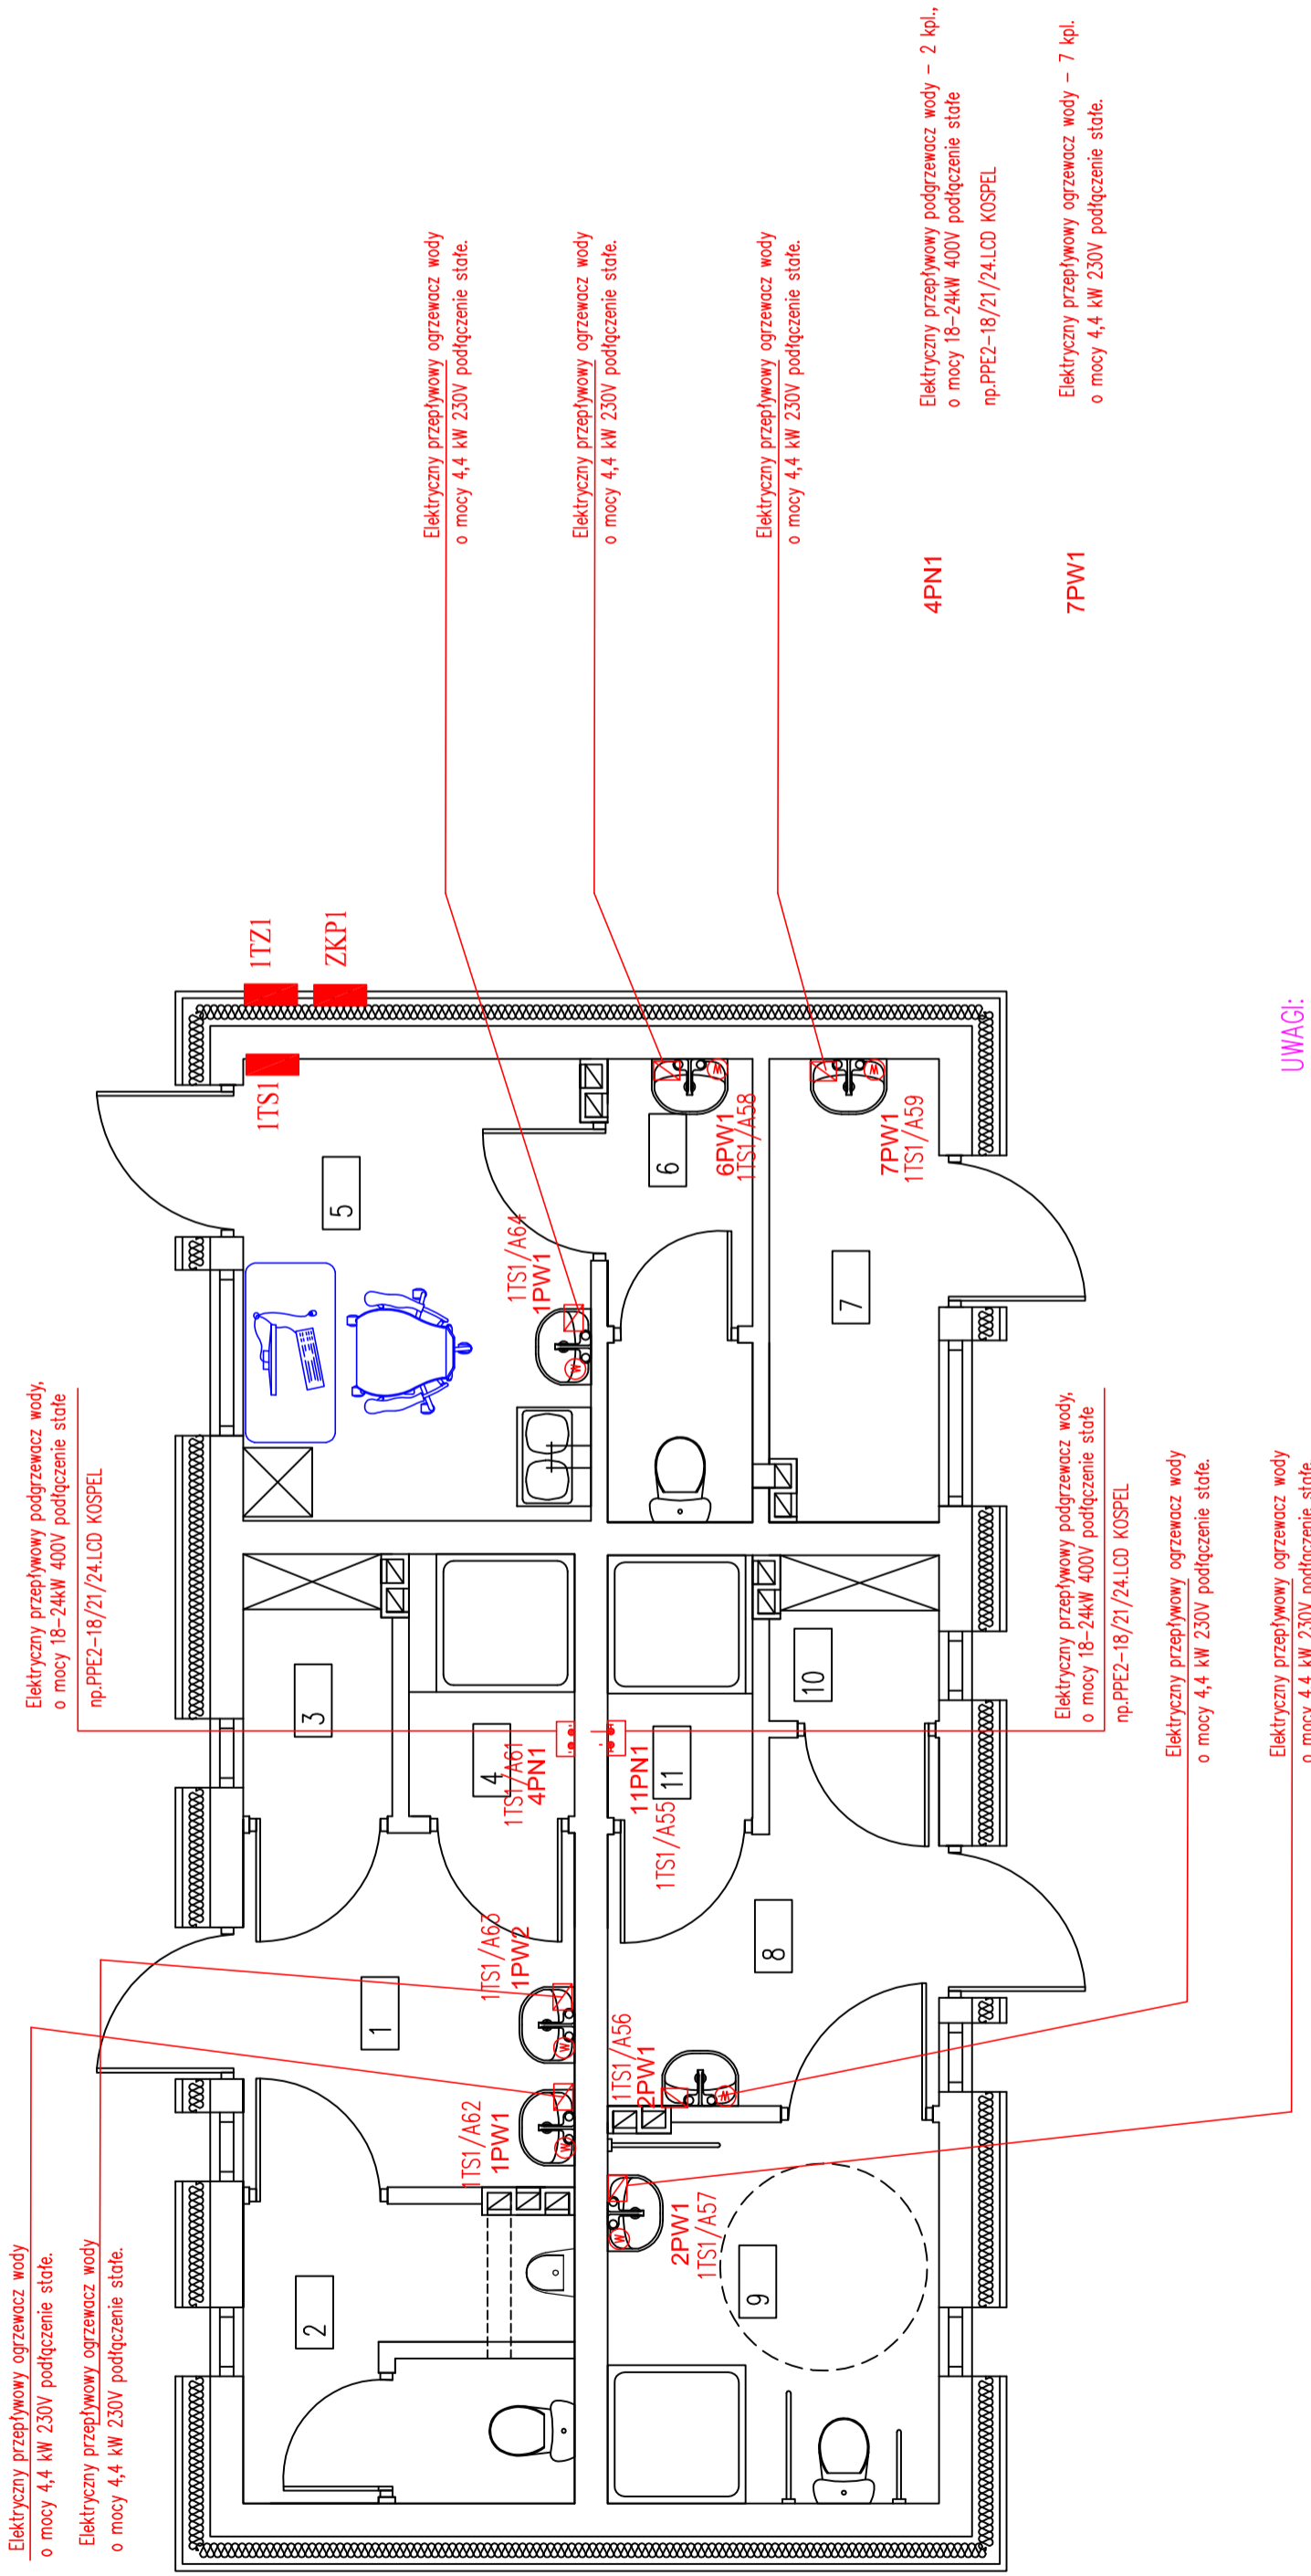 Elektryczny przepływowy ogrzewacz wody
o mocy 4,4 kW 230V podłączenie stałe.
Elektryczny przepływowy ogrzewacz wody
o mocy 4,4 kW 230V podłączenie stałe.
Elektryczny przepływowy podgrzewacz wody,
o mocy 18-24kW 400V podłączenie stałe
np.PPE2-18/21/24.LCD KOSPEL
1TZ1
ZKP1
1TS1
Elektryczny przepływowy ogrzewacz wody
o mocy 4,4 kW 230V podłączenie stałe.
Elektryczny przepływowy ogrzewacz wody
o mocy 4,4 kW 230V podłączenie stałe.
Elektryczny przepływowy ogrzewacz wody
o mocy 4,4 kW 230V podłączenie stałe.
2
1
3
5
1TS1/A62
1PW1
W
1TS1/A63
1PW2
W
4
1TS1/A61
4PN1
1TS1/A64
1PW1
W
6
W
6PW1
1TS1/A58
7
W
7PW1
1TS1/A59
1TS1/A56
2PW1
W
W
2PW1
1TS1/A57
9
8
11PN1
1TS1/A55
11
10
4PN1
Elektryczny przepływowy podgrzewacz wody - 2 kpl.,
o mocy 18-24kW 400V podłączenie stałe
np.PPE2-18/21/24.LCD KOSPEL
7PW1
Elektryczny przepływowy ogrzewacz wody - 7 kpl.
o mocy 4,4 kW 230V podłączenie stałe.
Elektryczny przepływowy podgrzewacz wody,
o mocy 18-24kW 400V podłączenie stałe
np.PPE2-18/21/24.LCD KOSPEL
Elektryczny przepływowy ogrzewacz wody
o mocy 4,4 kW 230V podłączenie stałe.
Elektryczny przepływowy ogrzewacz wody
o mocy 4,4 kW 230V podłączenie stałe.
UWAGI: